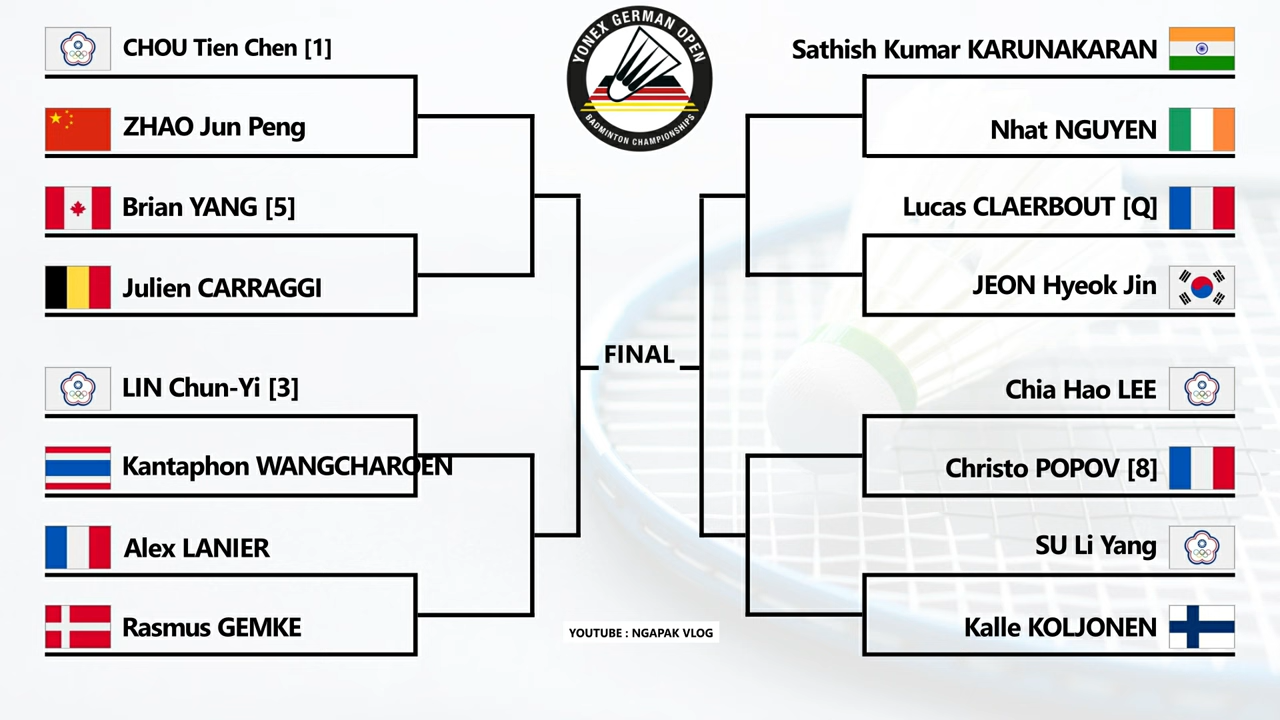 CHOU Tien Chen [1]
ZHAO Jun Peng
Brian YANG [5]
Julien CARRAGGI
LIN Chun-Yi [3]
Kantaphon WANGCHAROEN
Alex LANIER
Rasmus GEMKE
YONEX GERMAN OPEN
BADMINTON CHAMPIONSHIPS
FINAL
YOUTUBE : NGAPAK VLOG
Sathish Kumar KARUNAKARAN
Nhat NGUYEN
Lucas CLAERBOUT [Q]
JEON Hyeok Jin
Chia Hao LEE
Christo POPOV [8]
SU Li Yang
Kalle KOLJONEN